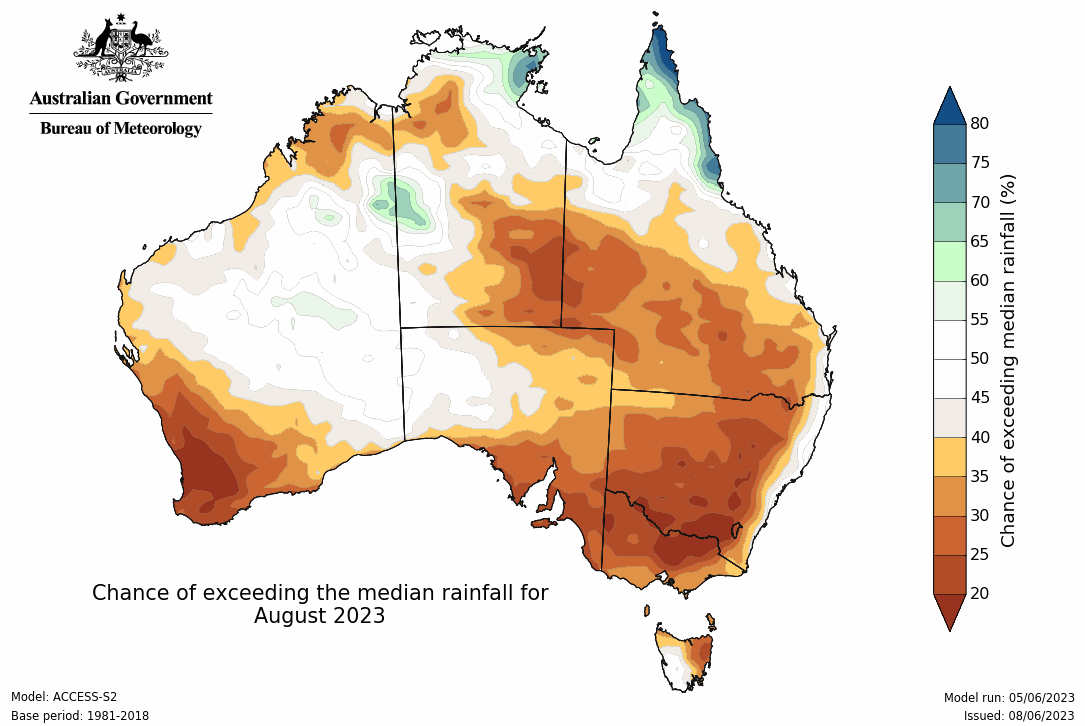 AUSTRALIA
Australian Government
Bureau of Meteorology
80
75
70
65
60
55
50
45
40
35
30
25
20
Chance of exceeding median rainfall (%)
Chance of exceeding the median rainfall for
August 2023
Model: ACCESS-S2
Base period: 1981-2018
Model run: 05/06/2023
Issued: 08/06/2023